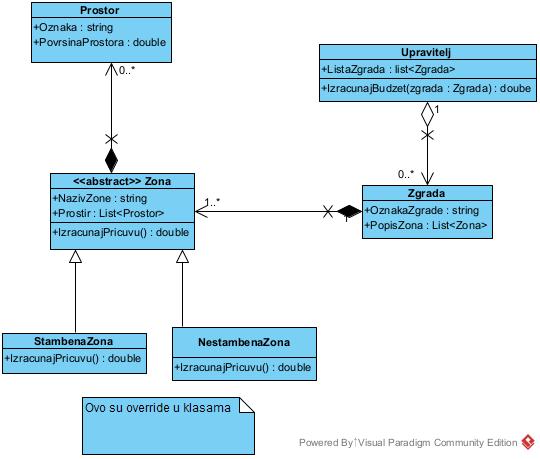 Prostor
+Oznaka : string
+PovrsinaProstora : double
0..*
Upravitelj
+ListaZgrada : list<Zgrada>
+IzracunajBudzet(zgrada : Zgrada) : doube
1
0..*
<<abstract>> Zona
+NazivZone : string
+Prostir : List<Prostor>
+IzracunajPricuvu() : double
1..*
1
Zgrada
+OznakaZgrade : string
+PopisZona : List<Zona>
StambenaZona
+IzracunajPricuvu() : double
NestambenaZona
+IzracunajPricuvu() : double
Ovo su override u klasama
Powered By Visual Paradigm Community Edition